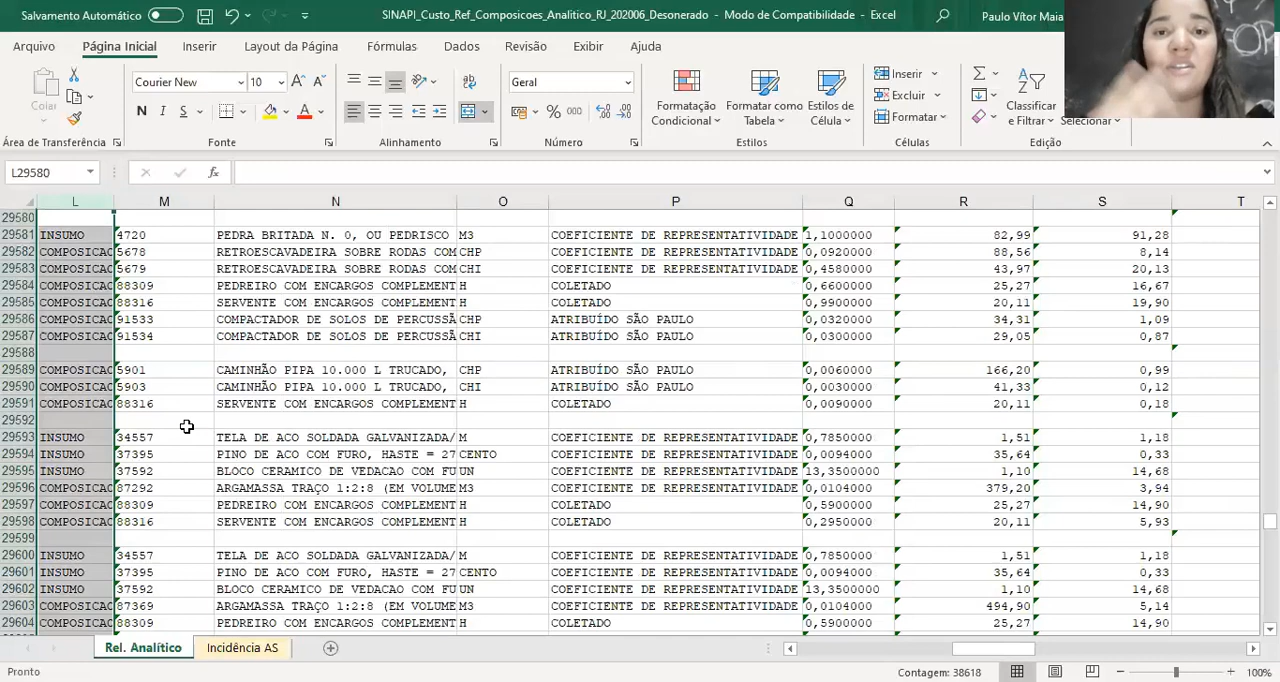 Salvamento Automático
SINAPI_Custo_Ref_Composicoes_Analitico_RJ_202006_Desonerado - Modo de Compatibilidade - Excel
Paulo Vítor Maia
Arquivo Página Inicial Inserir Layout da Página Fórmulas Dados Revisão Exibir Ajuda
Colar
Courier New 10
N I S
Geral
% 000
Formatação Condicional
Formatar como Tabela
Estilos de Célula
Inserir
Excluir
Formatar
Classificar e Filtrar
Selecionar
Área de Transferência Fonte Alinhamento Número Estilos Células Edição
L29580 fx
L M N O P Q R S T
29580
29581 INSUMO 4720 PEDRA BRITADA N. 0, OU PEDRISCO M3 COEFICIENTE DE REPRESENTATIVIDADE 1,1000000 82,99 91,28
29582 COMPOSICAO 5678 RETROESCAVADEIRA SOBRE RODAS COM CHP COEFICIENTE DE REPRESENTATIVIDADE 0,0920000 88,56 8,14
29583 COMPOSICAO 5679 RETROESCAVADEIRA SOBRE RODAS COM CHI COEFICIENTE DE REPRESENTATIVIDADE 0,4580000 43,97 20,13
29584 COMPOSICAO 88309 PEDREIRO COM ENCARGOS COMPLEMENT H COLETADO 0,6600000 25,27 16,67
29585 COMPOSICAO 88316 SERVENTE COM ENCARGOS COMPLEMENT H COLETADO 0,9900000 20,11 19,90
29586 COMPOSICAO 91533 COMPACTADOR DE SOLOS DE PERCUSSÃ CHP ATRIBUÍDO SÃO PAULO 0,0320000 34,31 1,09
29587 COMPOSICAO 91534 COMPACTADOR DE SOLOS DE PERCUSSÃ CHI ATRIBUÍDO SÃO PAULO 0,0300000 29,05 0,87
29588
29589 COMPOSICAO 5901 CAMINHÃO PIPA 10.000 L TRUCADO, CHP ATRIBUÍDO SÃO PAULO 0,0060000 166,20 0,99
29590 COMPOSICAO 5903 CAMINHÃO PIPA 10.000 L TRUCADO, CHI ATRIBUÍDO SÃO PAULO 0,0030000 41,33 0,12
29591 COMPOSICAO 88316 SERVENTE COM ENCARGOS COMPLEMENT H COLETADO 0,0090000 20,11 0,18
29592
29593 INSUMO 34557 TELA DE ACO SOLDADA GALVANIZADA/ M COEFICIENTE DE REPRESENTATIVIDADE 0,7850000 1,51 1,18
29594 INSUMO 37395 PINO DE ACO COM FURO, HASTE = 27 CENTO COEFICIENTE DE REPRESENTATIVIDADE 0,0094000 35,64 0,33
29595 INSUMO 37592 BLOCO CERAMICO DE VEDACAO COM FU UN COEFICIENTE DE REPRESENTATIVIDADE 13,3500000 1,10 14,68
29596 COMPOSICAO 87292 ARGAMASSA TRAÇO 1:2:8 (EM VOLUME M3 COEFICIENTE DE REPRESENTATIVIDADE 0,0104000 379,20 3,94
29597 COMPOSICAO 88309 PEDREIRO COM ENCARGOS COMPLEMENT H COLETADO 0,5900000 25,27 14,90
29598 COMPOSICAO 88316 SERVENTE COM ENCARGOS COMPLEMENT H COLETADO 0,2950000 20,11 5,93
29599
29600 INSUMO 34557 TELA DE ACO SOLDADA GALVANIZADA/ M COEFICIENTE DE REPRESENTATIVIDADE 0,7850000 1,51 1,18
29601 INSUMO 37395 PINO DE ACO COM FURO, HASTE = 27 CENTO COEFICIENTE DE REPRESENTATIVIDADE 0,0094000 35,64 0,33
29602 INSUMO 37592 BLOCO CERAMICO DE VEDACAO COM FU UN COEFICIENTE DE REPRESENTATIVIDADE 13,3500000 1,10 14,68
29603 COMPOSICAO 87369 ARGAMASSA TRAÇO 1:2:8 (EM VOLUME M3 COEFICIENTE DE REPRESENTATIVIDADE 0,0104000 494,90 5,14
29604 COMPOSICAO 88309 PEDREIRO COM ENCARGOS COMPLEMENT H COLETADO 0,5900000 25,27 14,90
Rel. Analítico Incidência AS
Pronto Contagem: 38618 100%